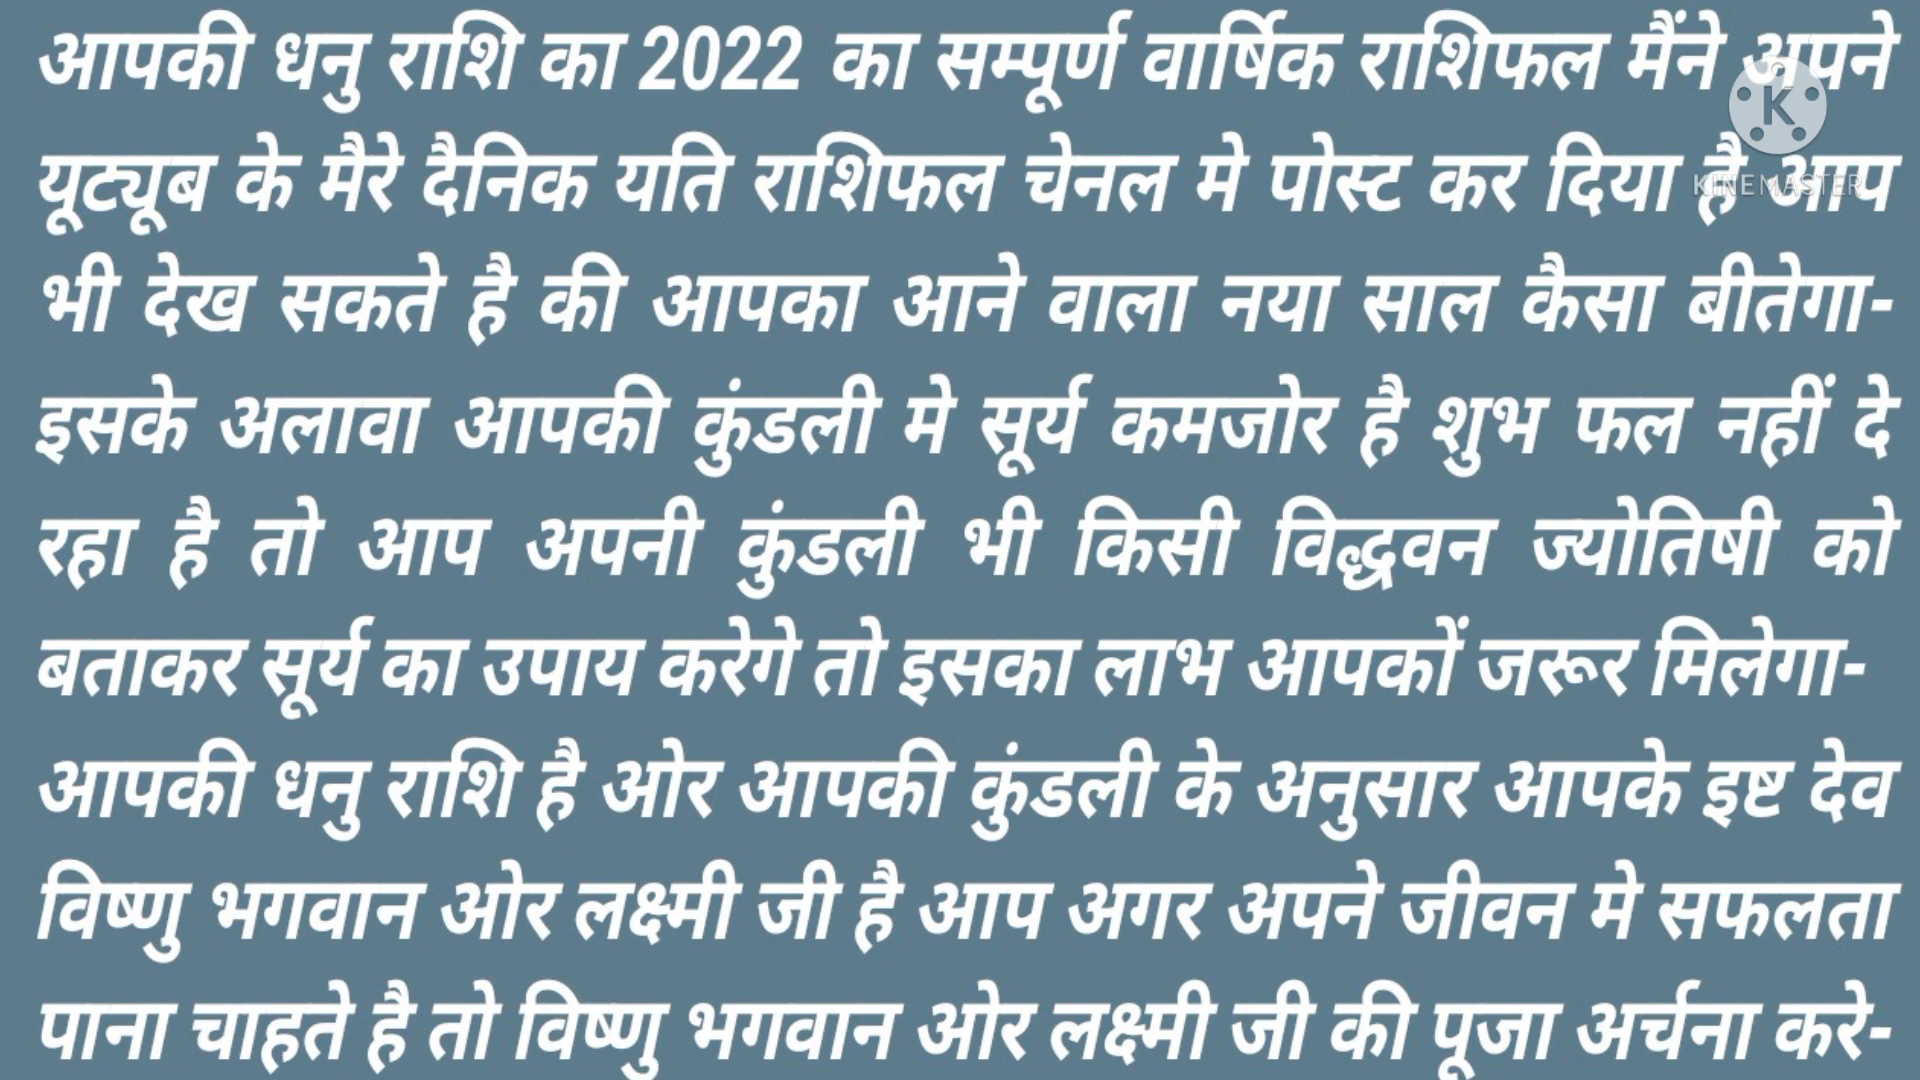 आपकी धनु राशि का 2022 का सम्पूर्ण वार्षिक राशिफल मैंने अपने
यूट्यूब के मैरे दैनिक यति राशिफल चेनल मे पोस्ट कर दिया है आप
भी देख सकते है की आपका आने वाला नया साल कैसा बीतेगा-
इसके अलावा आपकी कुंडली मे सूर्य कमजोर है शुभ फल नहीं दे
रहा है तो आप अपनी कुंडली भी किसी विद्धवन ज्योतिषी को
बताकर सूर्य का उपाय करेगे तो इसका लाभ आपकों जरूर मिलेगा-
आपकी धनु राशि है ओर आपकी कुंडली के अनुसार आपके इष्ट देव
विष्णु भगवान ओर लक्ष्मी जी है आप अगर अपने जीवन मे सफलता
पाना चाहते है तो विष्णु भगवान ओर लक्ष्मी जी की पूजा अर्चना करे-
K
KINEMASTER